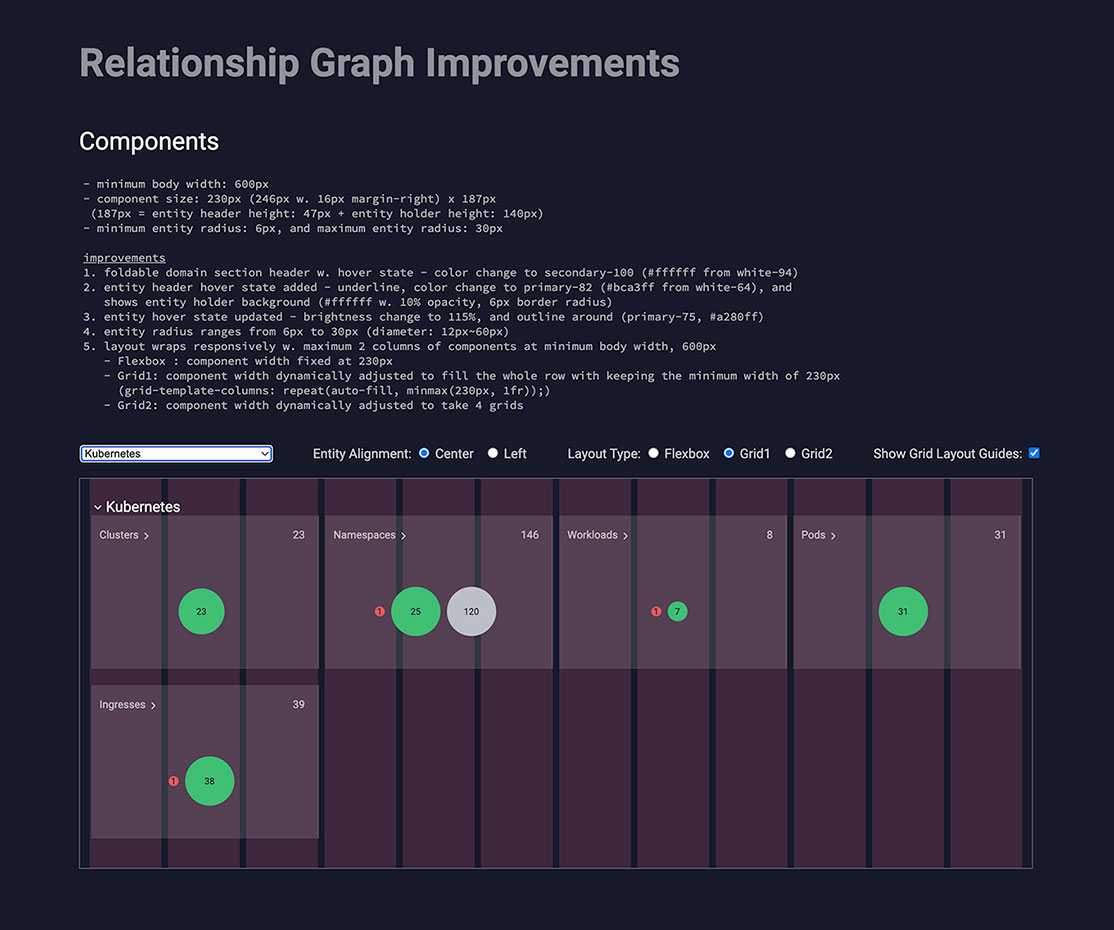 Relationship Graph Improvements
Components
- minimum body width: 600px
- component size: 230px (246px w. 16px margin-right) x 187px
(187px = entity header height: 47px + entity holder height: 140px)
- minimum entity radius: 6px, and maximum entity radius: 30px
improvements
1. foldable domain section header w. hover state - color change to secondary-100 (#ffffff from white-94)
2. entity header hover state added - underline, color change to primary-82 (#bca3ff from white-64), and
shows entity holder background (#ffffff w. 10% opacity, 6px border radius)
3. entity hover state updated - brightness change to 115%, and outline around (primary-75, #a280ff)
4. entity radius ranges from 6px to 30px (diameter: 12px~60px)
5. layout wraps responsively w. maximum 2 columns of components at minimum body width, 600px
- Flexbox : component width fixed at 230px
- Grid1: component width dynamically adjusted to fill the whole row with keeping the minimum width of 230px
(grid-template-columns: repeat(auto-fill, minmax(230px, 1fr));)
- Grid2: component width dynamically adjusted to take 4 grids
Kubernetes Entity Alignment: Center Left Layout Type: Flexbox Grid1 Grid2 Show Grid Layout Guides:
Kubernetes
Clusters 23 Namespaces 146 Workloads 8 Pods 31
23 1 25 120 1 7 31
Ingresses 39
1 38